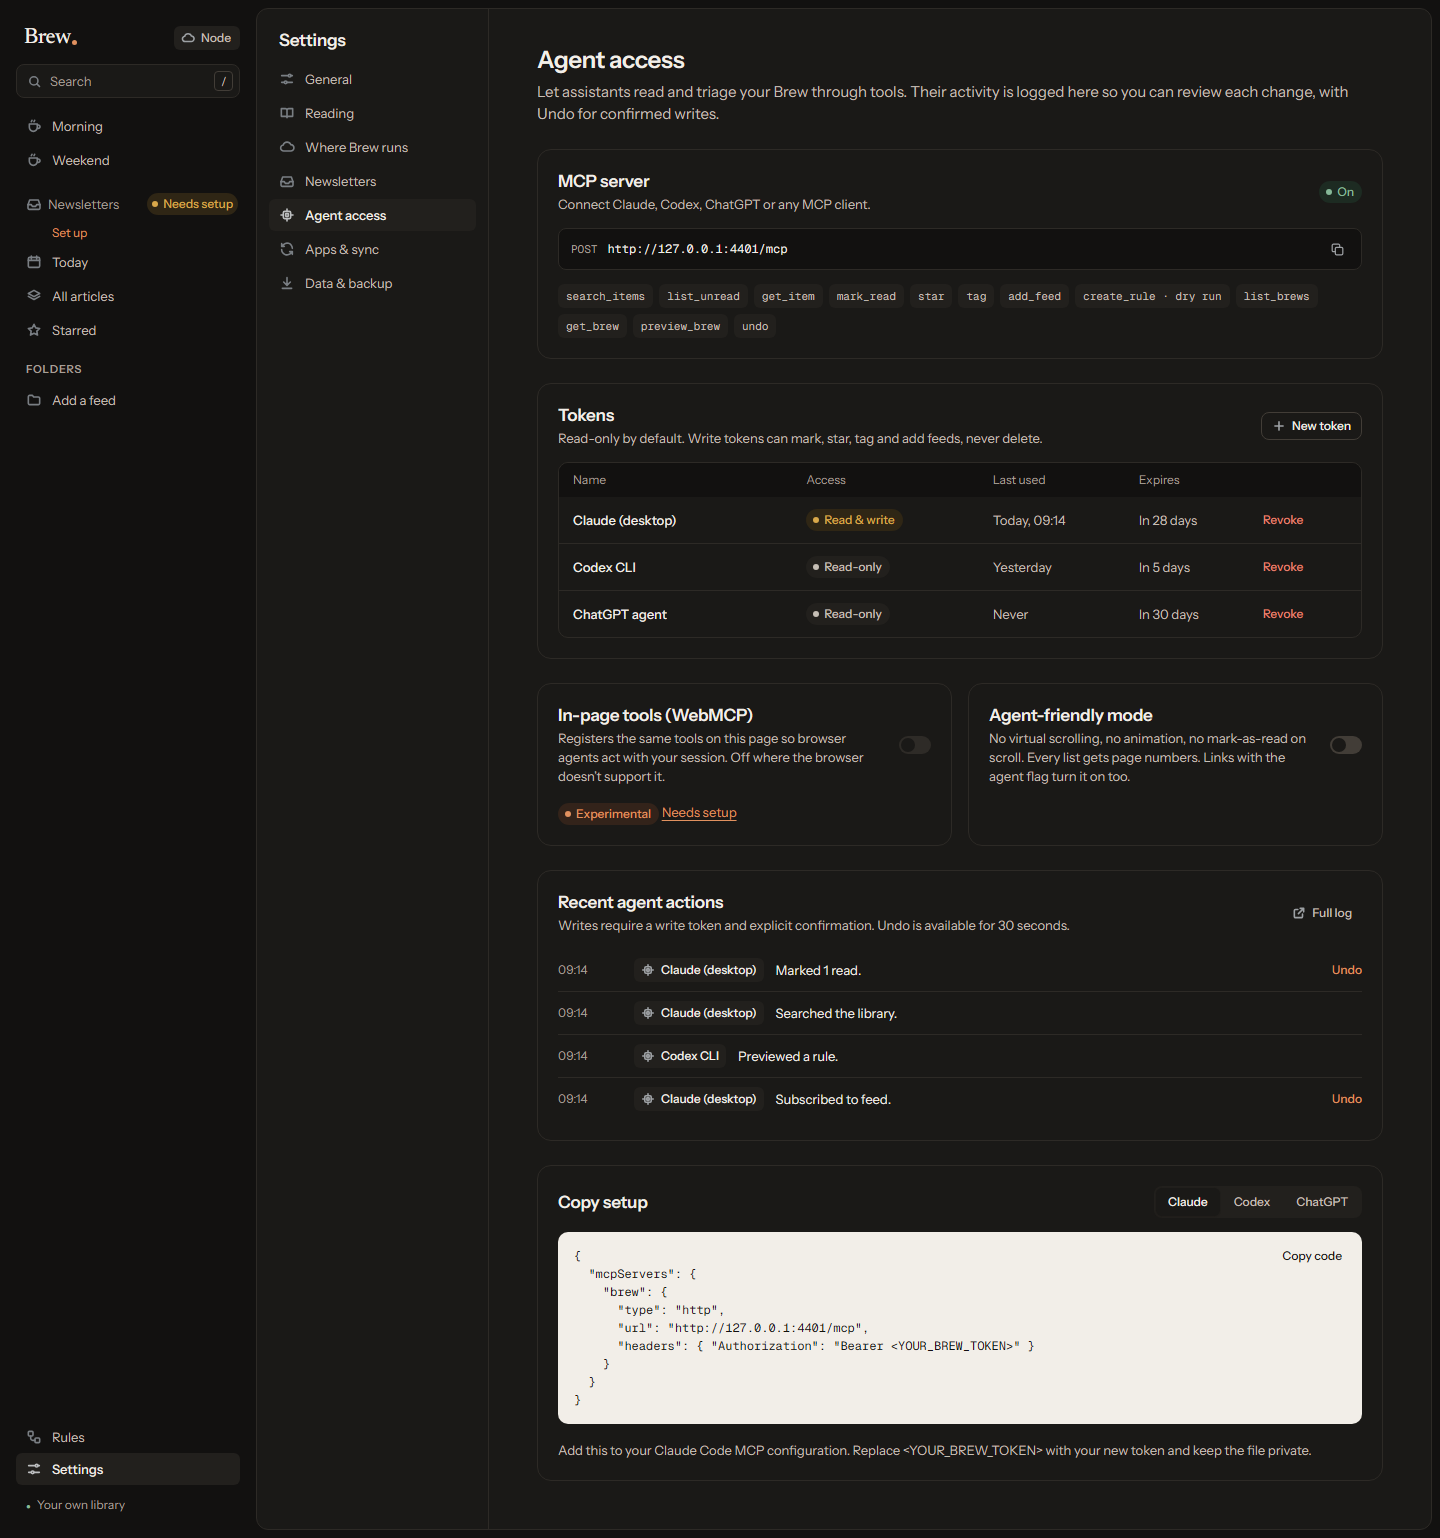 Brew.
Node
Search
/
Morning
Weekend
Newsletters
Needs setup
Set up
Today
All articles
Starred
FOLDERS
Add a feed
Rules
Settings
Your own library
Settings
General
Reading
Where Brew runs
Newsletters
Agent access
Apps & sync
Data & backup
Agent access
Let assistants read and triage your Brew through tools. Their activity is logged here so you can review each change, with
Undo for confirmed writes.
MCP server
Connect Claude, Codex, ChatGPT or any MCP client.
On
POST http://127.0.0.1:4401/mcp
search_items list_unread get_item mark_read star tag add_feed create_rule · dry run list_brews
get_brew preview_brew undo
Tokens
Read-only by default. Write tokens can mark, star, tag and add feeds, never delete.
New token
Name Access Last used Expires
Claude (desktop) Read & write Today, 09:14 In 28 days Revoke
Codex CLI Read-only Yesterday In 5 days Revoke
ChatGPT agent Read-only Never In 30 days Revoke
In-page tools (WebMCP)
Registers the same tools on this page so browser
agents act with your session. Off where the browser
doesn't support it.
Experimental Needs setup
Agent-friendly mode
No virtual scrolling, no animation, no mark-as-read on
scroll. Every list gets page numbers. Links with the
agent flag turn it on too.
Recent agent actions
Writes require a write token and explicit confirmation. Undo is available for 30 seconds.
Full log
09:14 Claude (desktop) Marked 1 read. Undo
09:14 Claude (desktop) Searched the library.
09:14 Codex CLI Previewed a rule.
09:14 Claude (desktop) Subscribed to feed. Undo
Copy setup
Claude Codex ChatGPT
Copy code
{
  "mcpServers": {
    "brew": {
      "type": "http",
      "url": "http://127.0.0.1:4401/mcp",
      "headers": { "Authorization": "Bearer <YOUR_BREW_TOKEN>" }
    }
  }
}
Add this to your Claude Code MCP configuration. Replace <YOUR_BREW_TOKEN> with your new token and keep the file private.